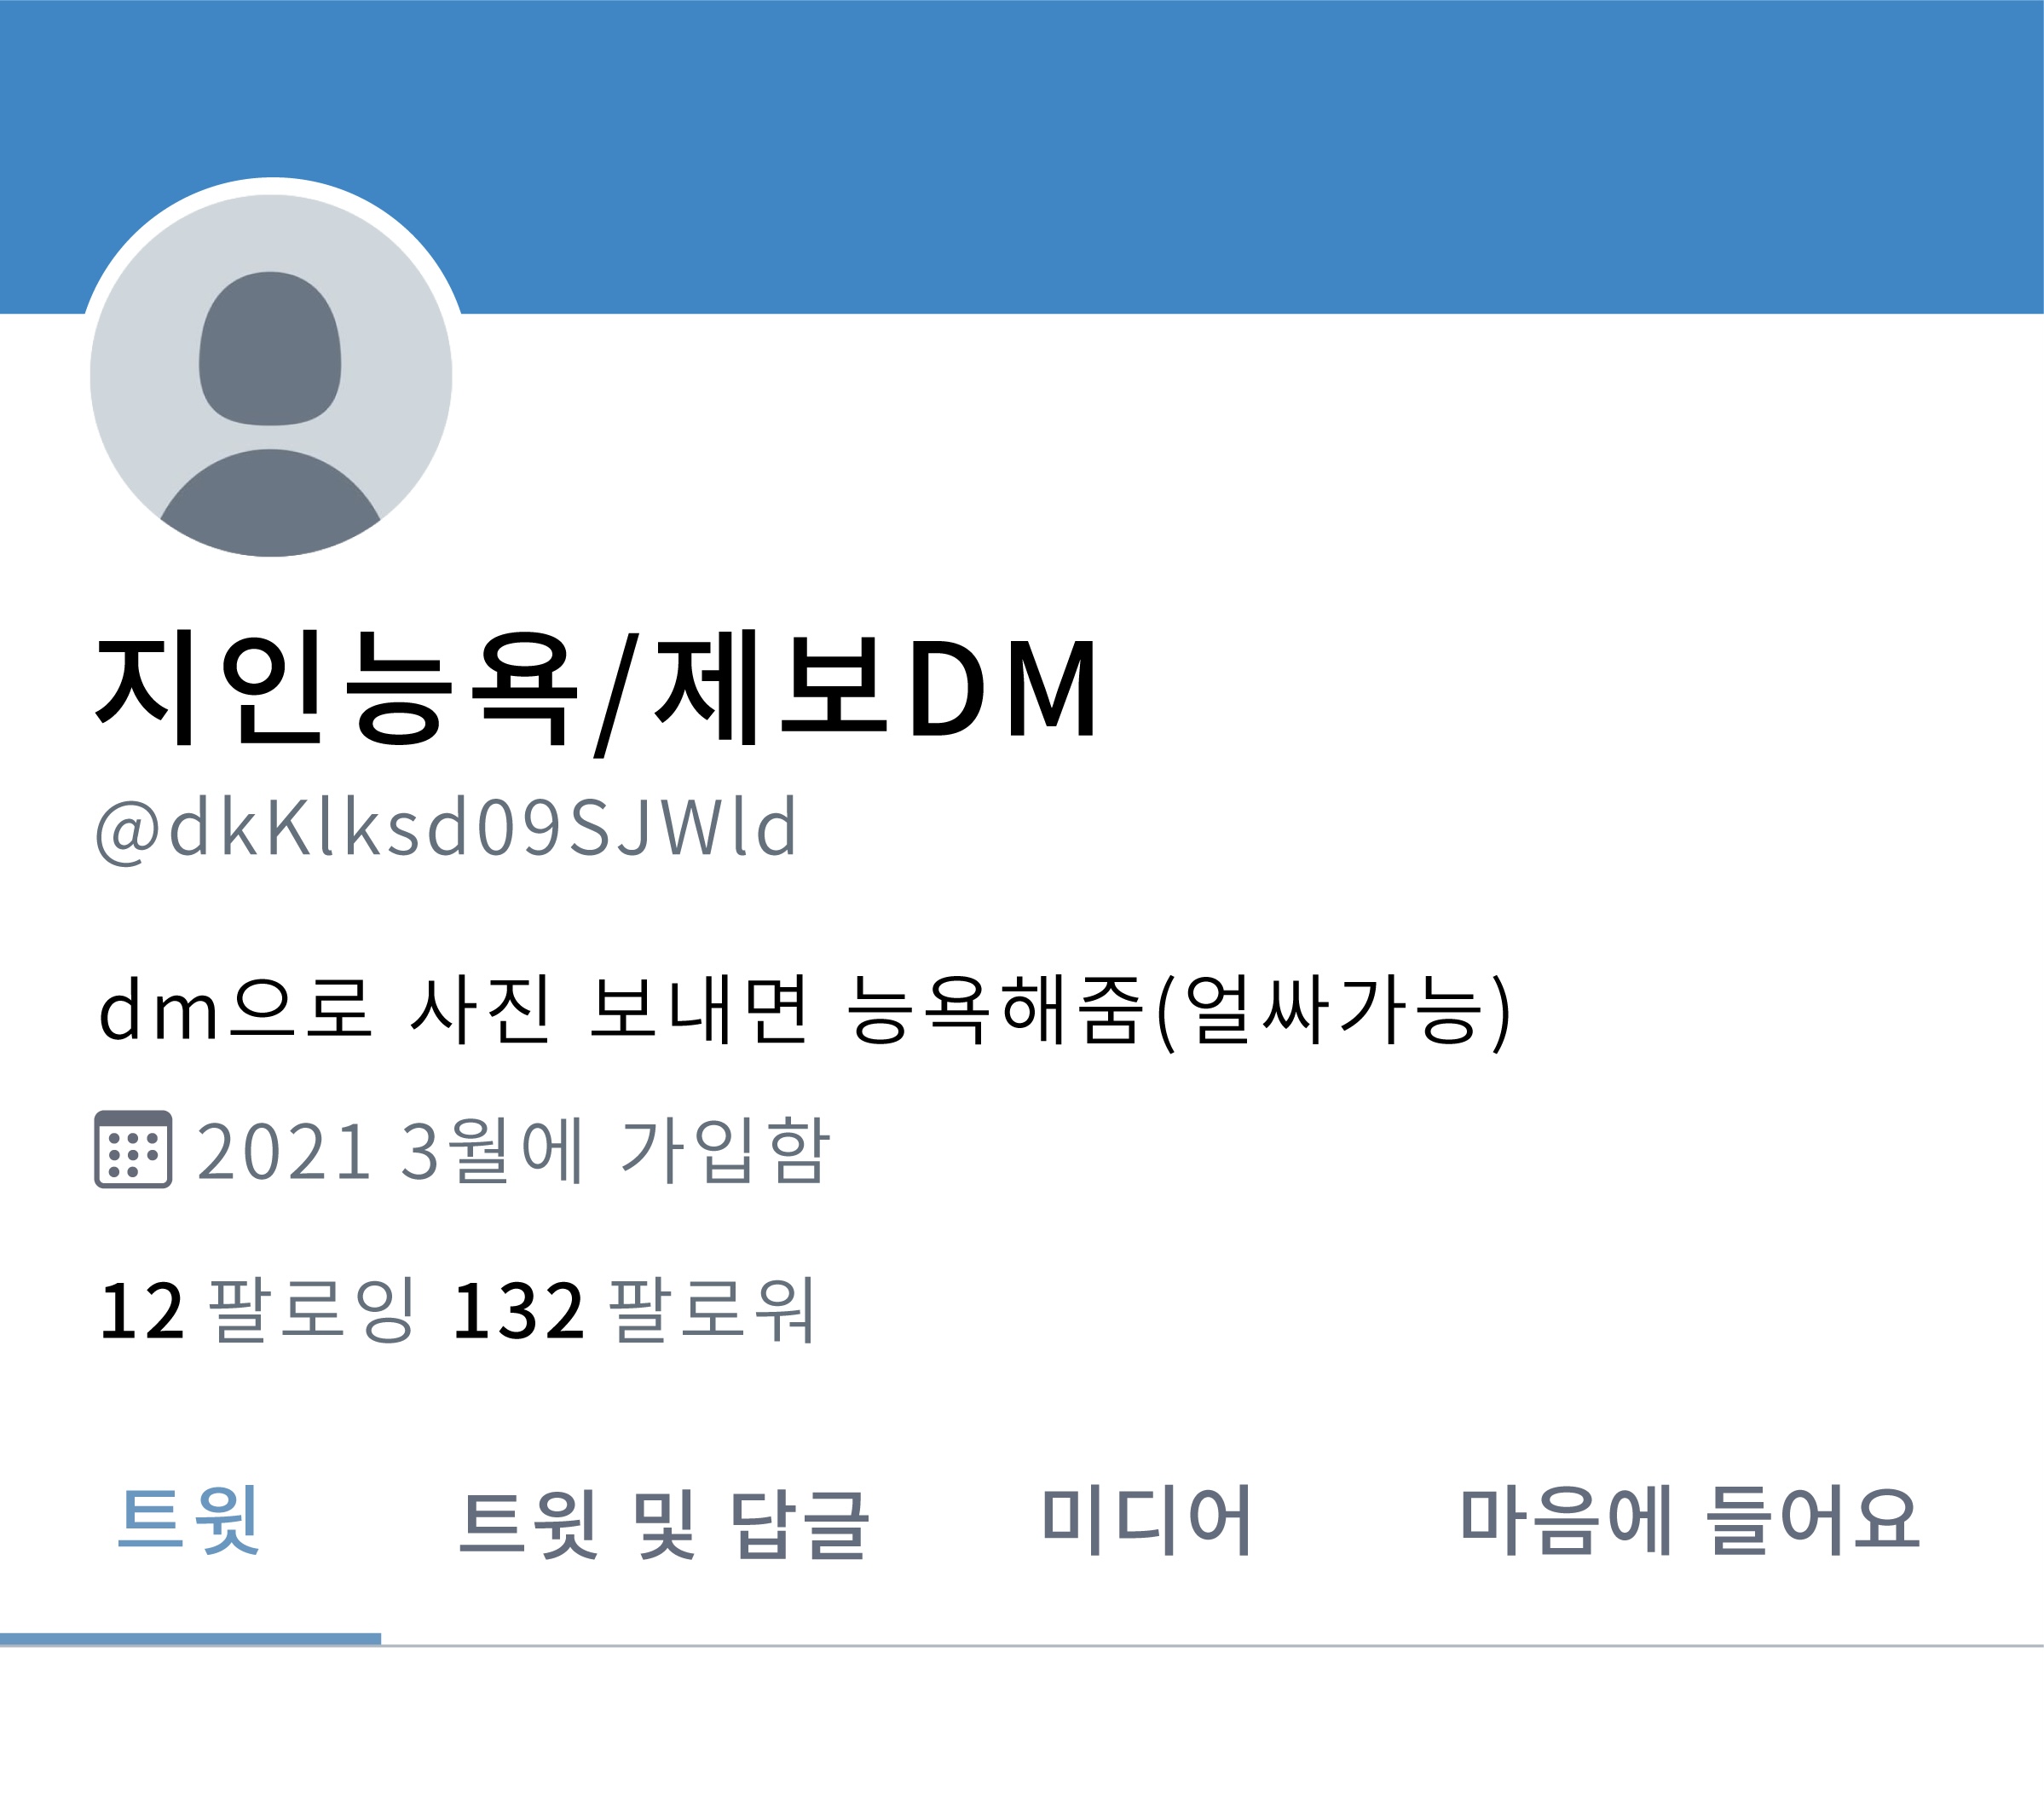 지인능욕/제보DM
@dkKlksd09SJWld
dm으로 사진 보내면 능욕해줌(열사가능)
2021 3월에 가입함
12 팔로잉 132 팔로워
트윗 트윗 및 답글 미디어 마음에 들어요